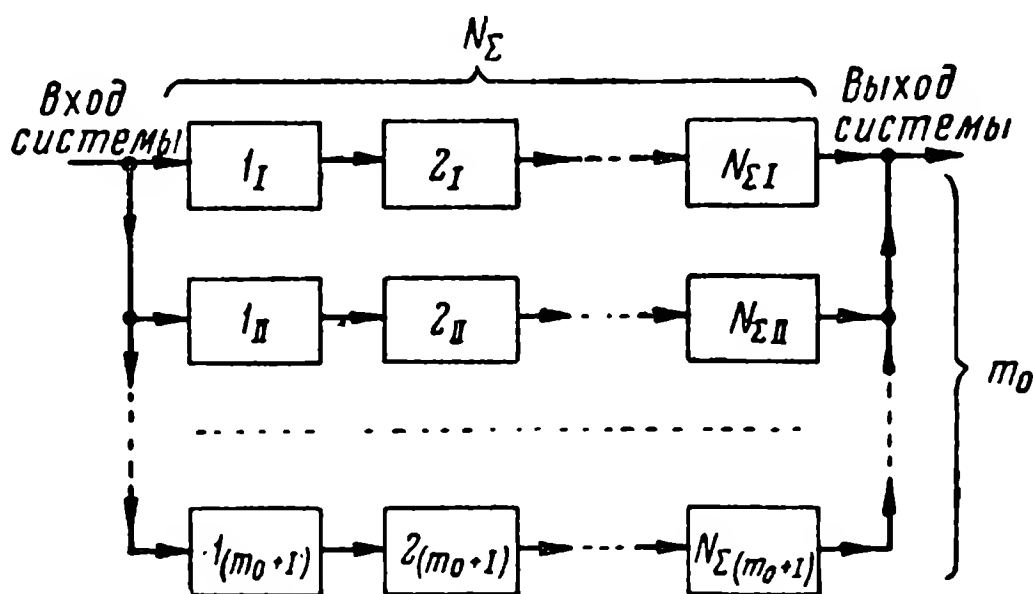 N_Σ
Вход
системы
Выход
системы
1_I
2_I
N_ΣI
1_II
2_II
N_ΣII
m_0
1_(m_0+I)
2_(m_0+I)
N_Σ(m_0+I)